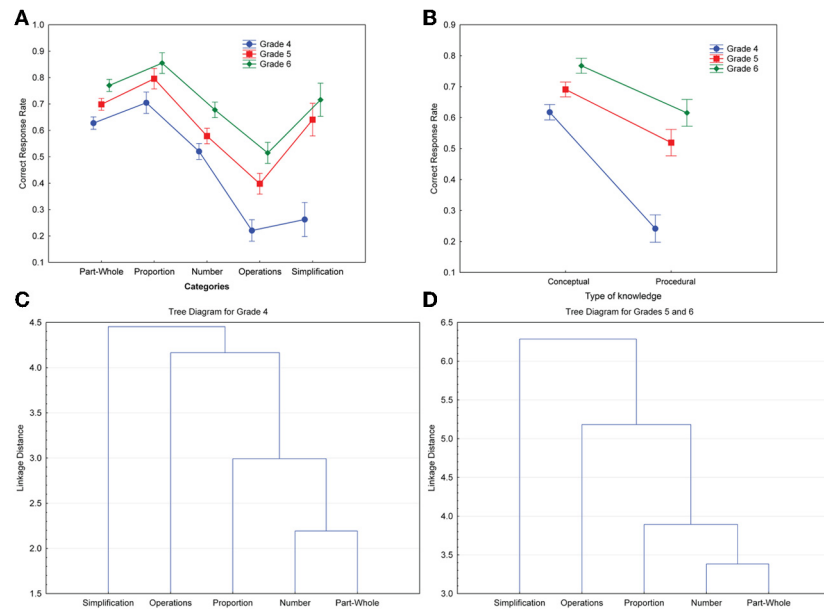 A
1.0
0.9
0.8
0.7
0.6
0.5
0.4
0.3
0.2
0.1
Correct Response Rate
Grade 4
Grade 5
Grade 6
Part-Whole Proportion Number Operations Simplification
Categories
B
0.9
0.8
0.7
0.6
0.5
0.4
0.3
0.2
0.1
Correct Response Rate
Grade 4
Grade 5
Grade 6
Conceptual Procedural
Type of knowledge
C
Tree Diagram for Grade 4
4.5
4.0
3.5
3.0
2.5
2.0
1.5
Linkage Distance
Simplification Operations Proportion Number Part-Whole
D
Tree Diagram for Grades 5 and 6
6.5
6.0
5.5
5.0
4.5
4.0
3.5
3.0
Linkage Distance
Simplification Operations Proportion Number Part-Whole